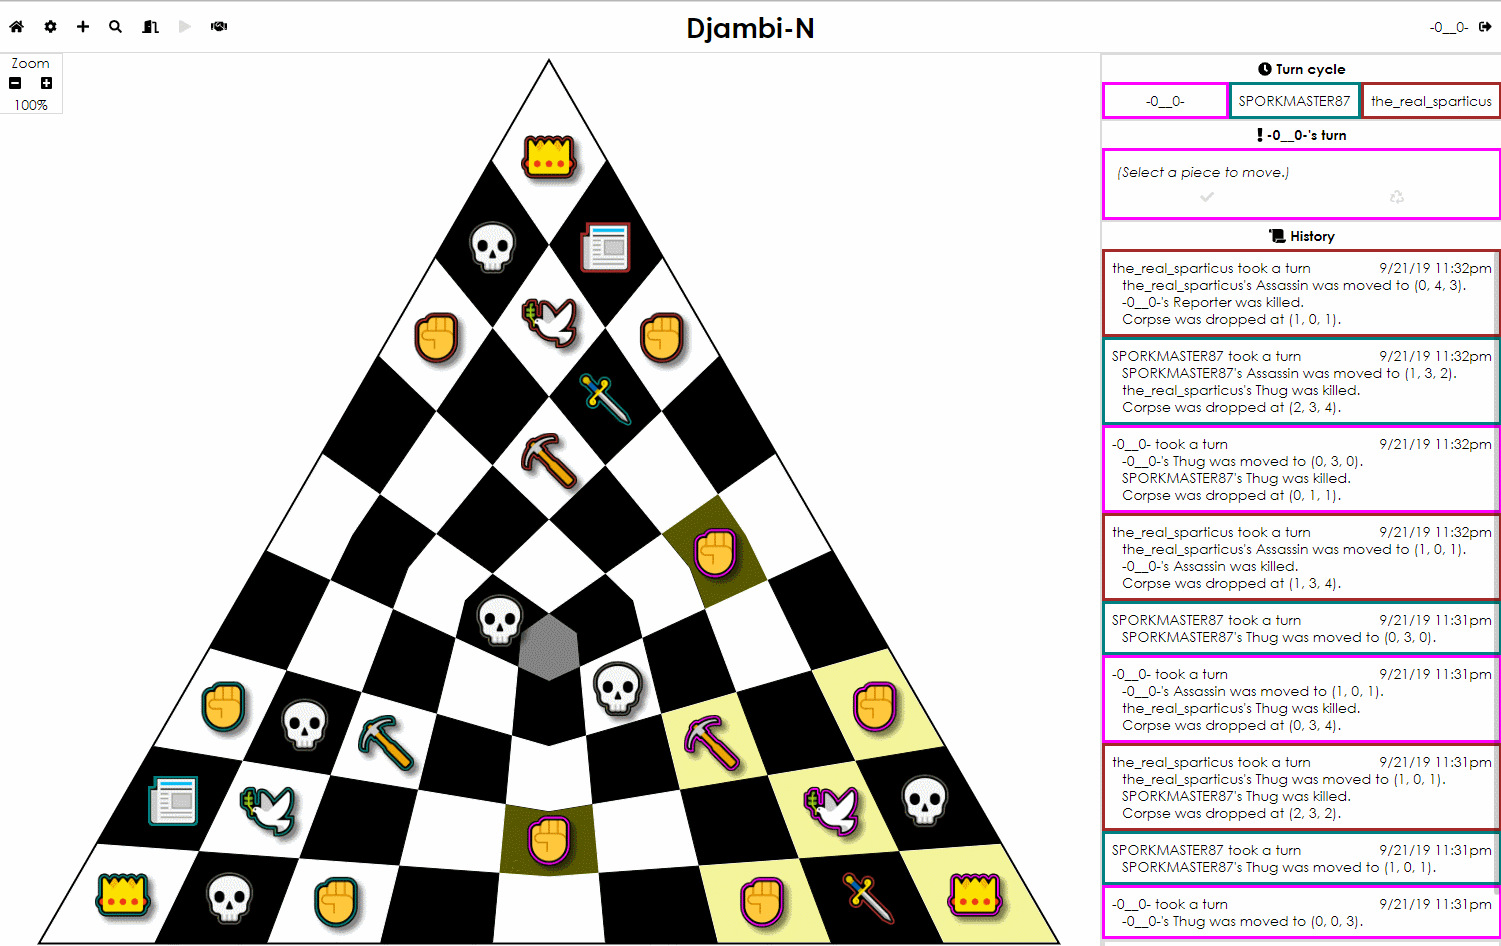 Djambi-N
-0__0-
Zoom
100%
Turn cycle
-0__0-
SPORKMASTER87
the_real_sparticus
-0__0-'s turn
(Select a piece to move.)
History
the_real_sparticus took a turn 9/21/19 11:32pm
the_real_sparticus's Assassin was moved to (0, 4, 3).
-0__0-'s Reporter was killed.
Corpse was dropped at (1, 0, 1).
SPORKMASTER87 took a turn 9/21/19 11:32pm
SPORKMASTER87's Assassin was moved to (1, 3, 2).
the_real_sparticus's Thug was killed.
Corpse was dropped at (2, 3, 4).
-0__0- took a turn 9/21/19 11:32pm
-0__0-'s Thug was moved to (0, 3, 0).
SPORKMASTER87's Thug was killed.
Corpse was dropped at (0, 1, 1).
the_real_sparticus took a turn 9/21/19 11:32pm
the_real_sparticus's Assassin was moved to (1, 0, 1).
-0__0-'s Assassin was killed.
Corpse was dropped at (1, 3, 4).
SPORKMASTER87 took a turn 9/21/19 11:31pm
SPORKMASTER87's Thug was moved to (0, 3, 0).
-0__0- took a turn 9/21/19 11:31pm
-0__0-'s Assassin was moved to (1, 0, 1).
the_real_sparticus's Thug was killed.
Corpse was dropped at (0, 3, 4).
the_real_sparticus took a turn 9/21/19 11:31pm
the_real_sparticus's Thug was moved to (1, 0, 1).
SPORKMASTER87's Thug was killed.
Corpse was dropped at (2, 3, 2).
SPORKMASTER87 took a turn 9/21/19 11:31pm
SPORKMASTER87's Thug was moved to (1, 0, 1).
-0__0- took a turn 9/21/19 11:31pm
-0__0-'s Thug was moved to (0, 0, 3).